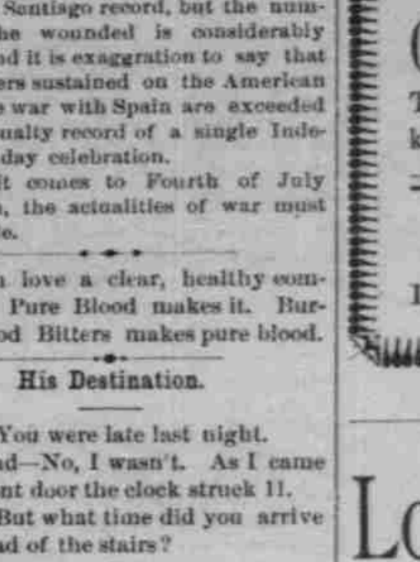 Santiago record, but the num-
he wounded is considerably
nd it is exaggeration to say that
ers sustained on the American
e war with Spain are exceeded
ualty record of a single Inde-
day celebration.
it comes to Fourth of July
, the actualities of war must
e.
n love a clear, healthy com-
Pure Blood makes it. Bur-
od Bitters makes pure blood.
His Destination.
You were late last night.
nd—No, I wasn't. As I came
nt door the clock struck 11.
But what time did you arrive
ad of the stairs?
Lo